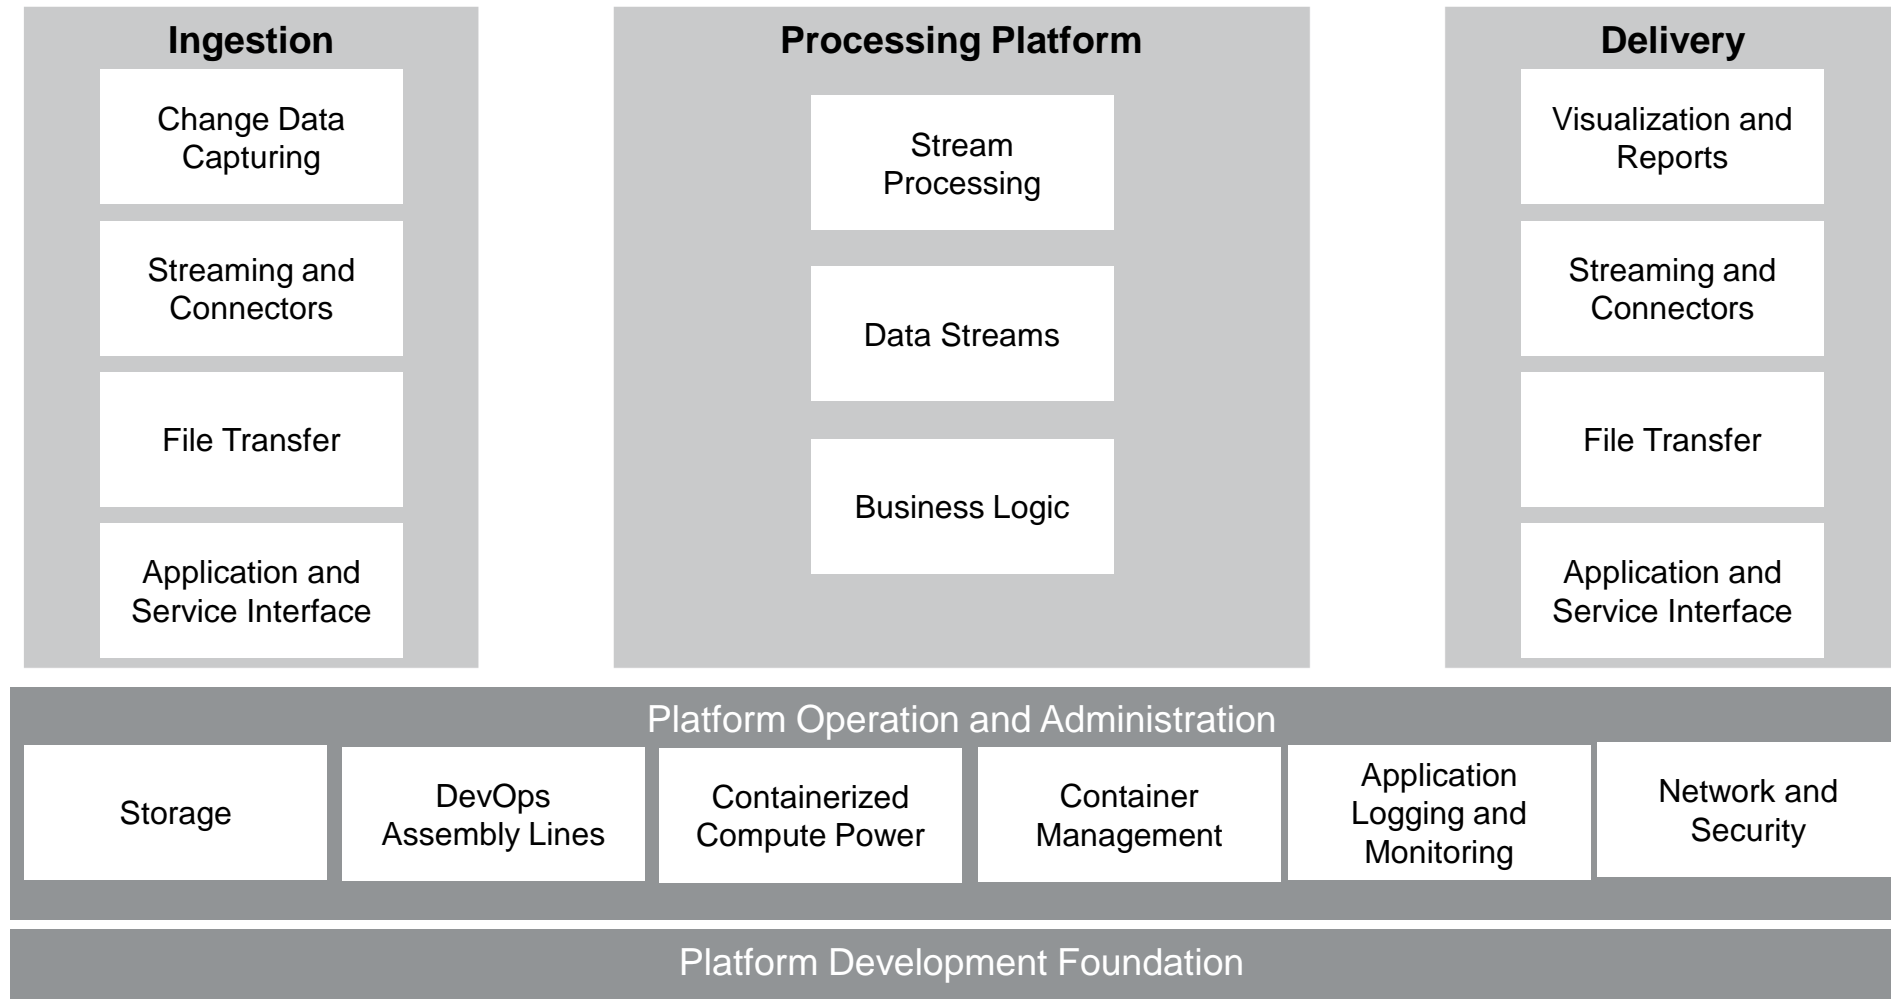 Ingestion
Change Data
Capturing
Streaming and
Connectors
File Transfer
Application and
Service Interface
Processing Platform
Stream
Processing
Data Streams
Business Logic
Delivery
Visualization and
Reports
Streaming and
Connectors
File Transfer
Application and
Service Interface
Platform Operation and Administration
Storage
DevOps
Assembly Lines
Containerized
Compute Power
Container
Management
Application
Logging and
Monitoring
Network and
Security
Platform Development Foundation